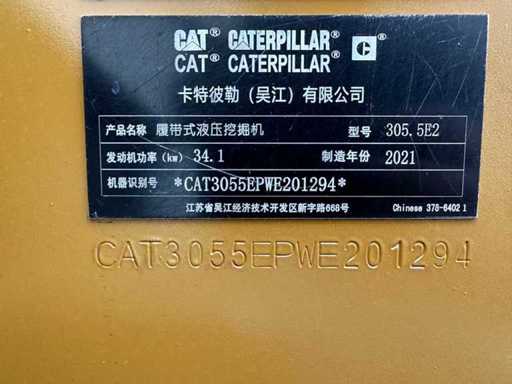 CAT® CATERPILLAR® C®
CAT® CATERPILLAR®
卡特彼勒（吴江）有限公司
产品名称 履带式液压挖掘机 型号 305.5E2
发动机功率（kw） 34.1 制造年份 2021
机器识别号 *CAT3055EPWE201294*
江苏省吴江经济技术开发区新字路668号 Chinese 378-6402 1
CAT3055EPWE201294